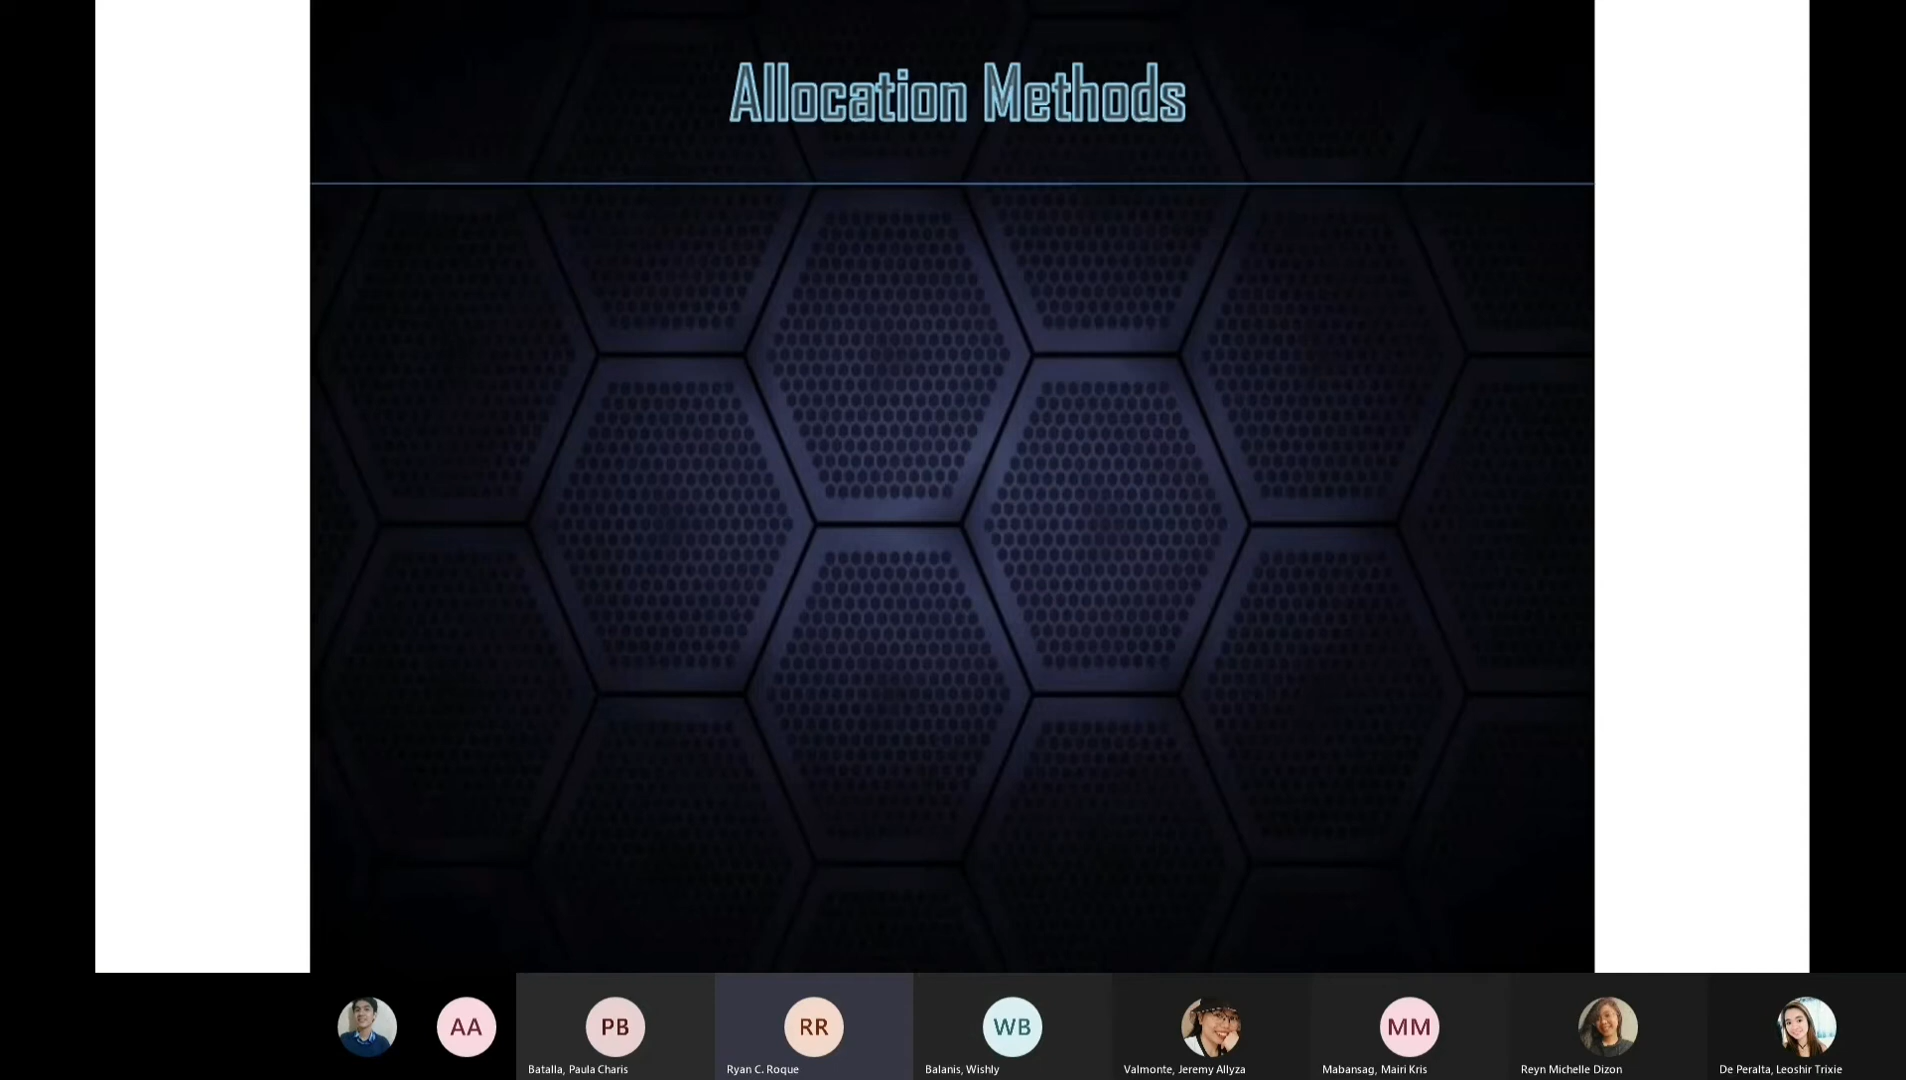 Allocation Methods
AA
PB
RR
WB
MM
Batalla, Paula Charis
Ryan C. Roque
Balanis, Wishly
Valmonte, Jeremy Allyza
Mabansag, Mairi Kris
Reyn Michelle Dizon
De Peralta, Leoshir Trixie